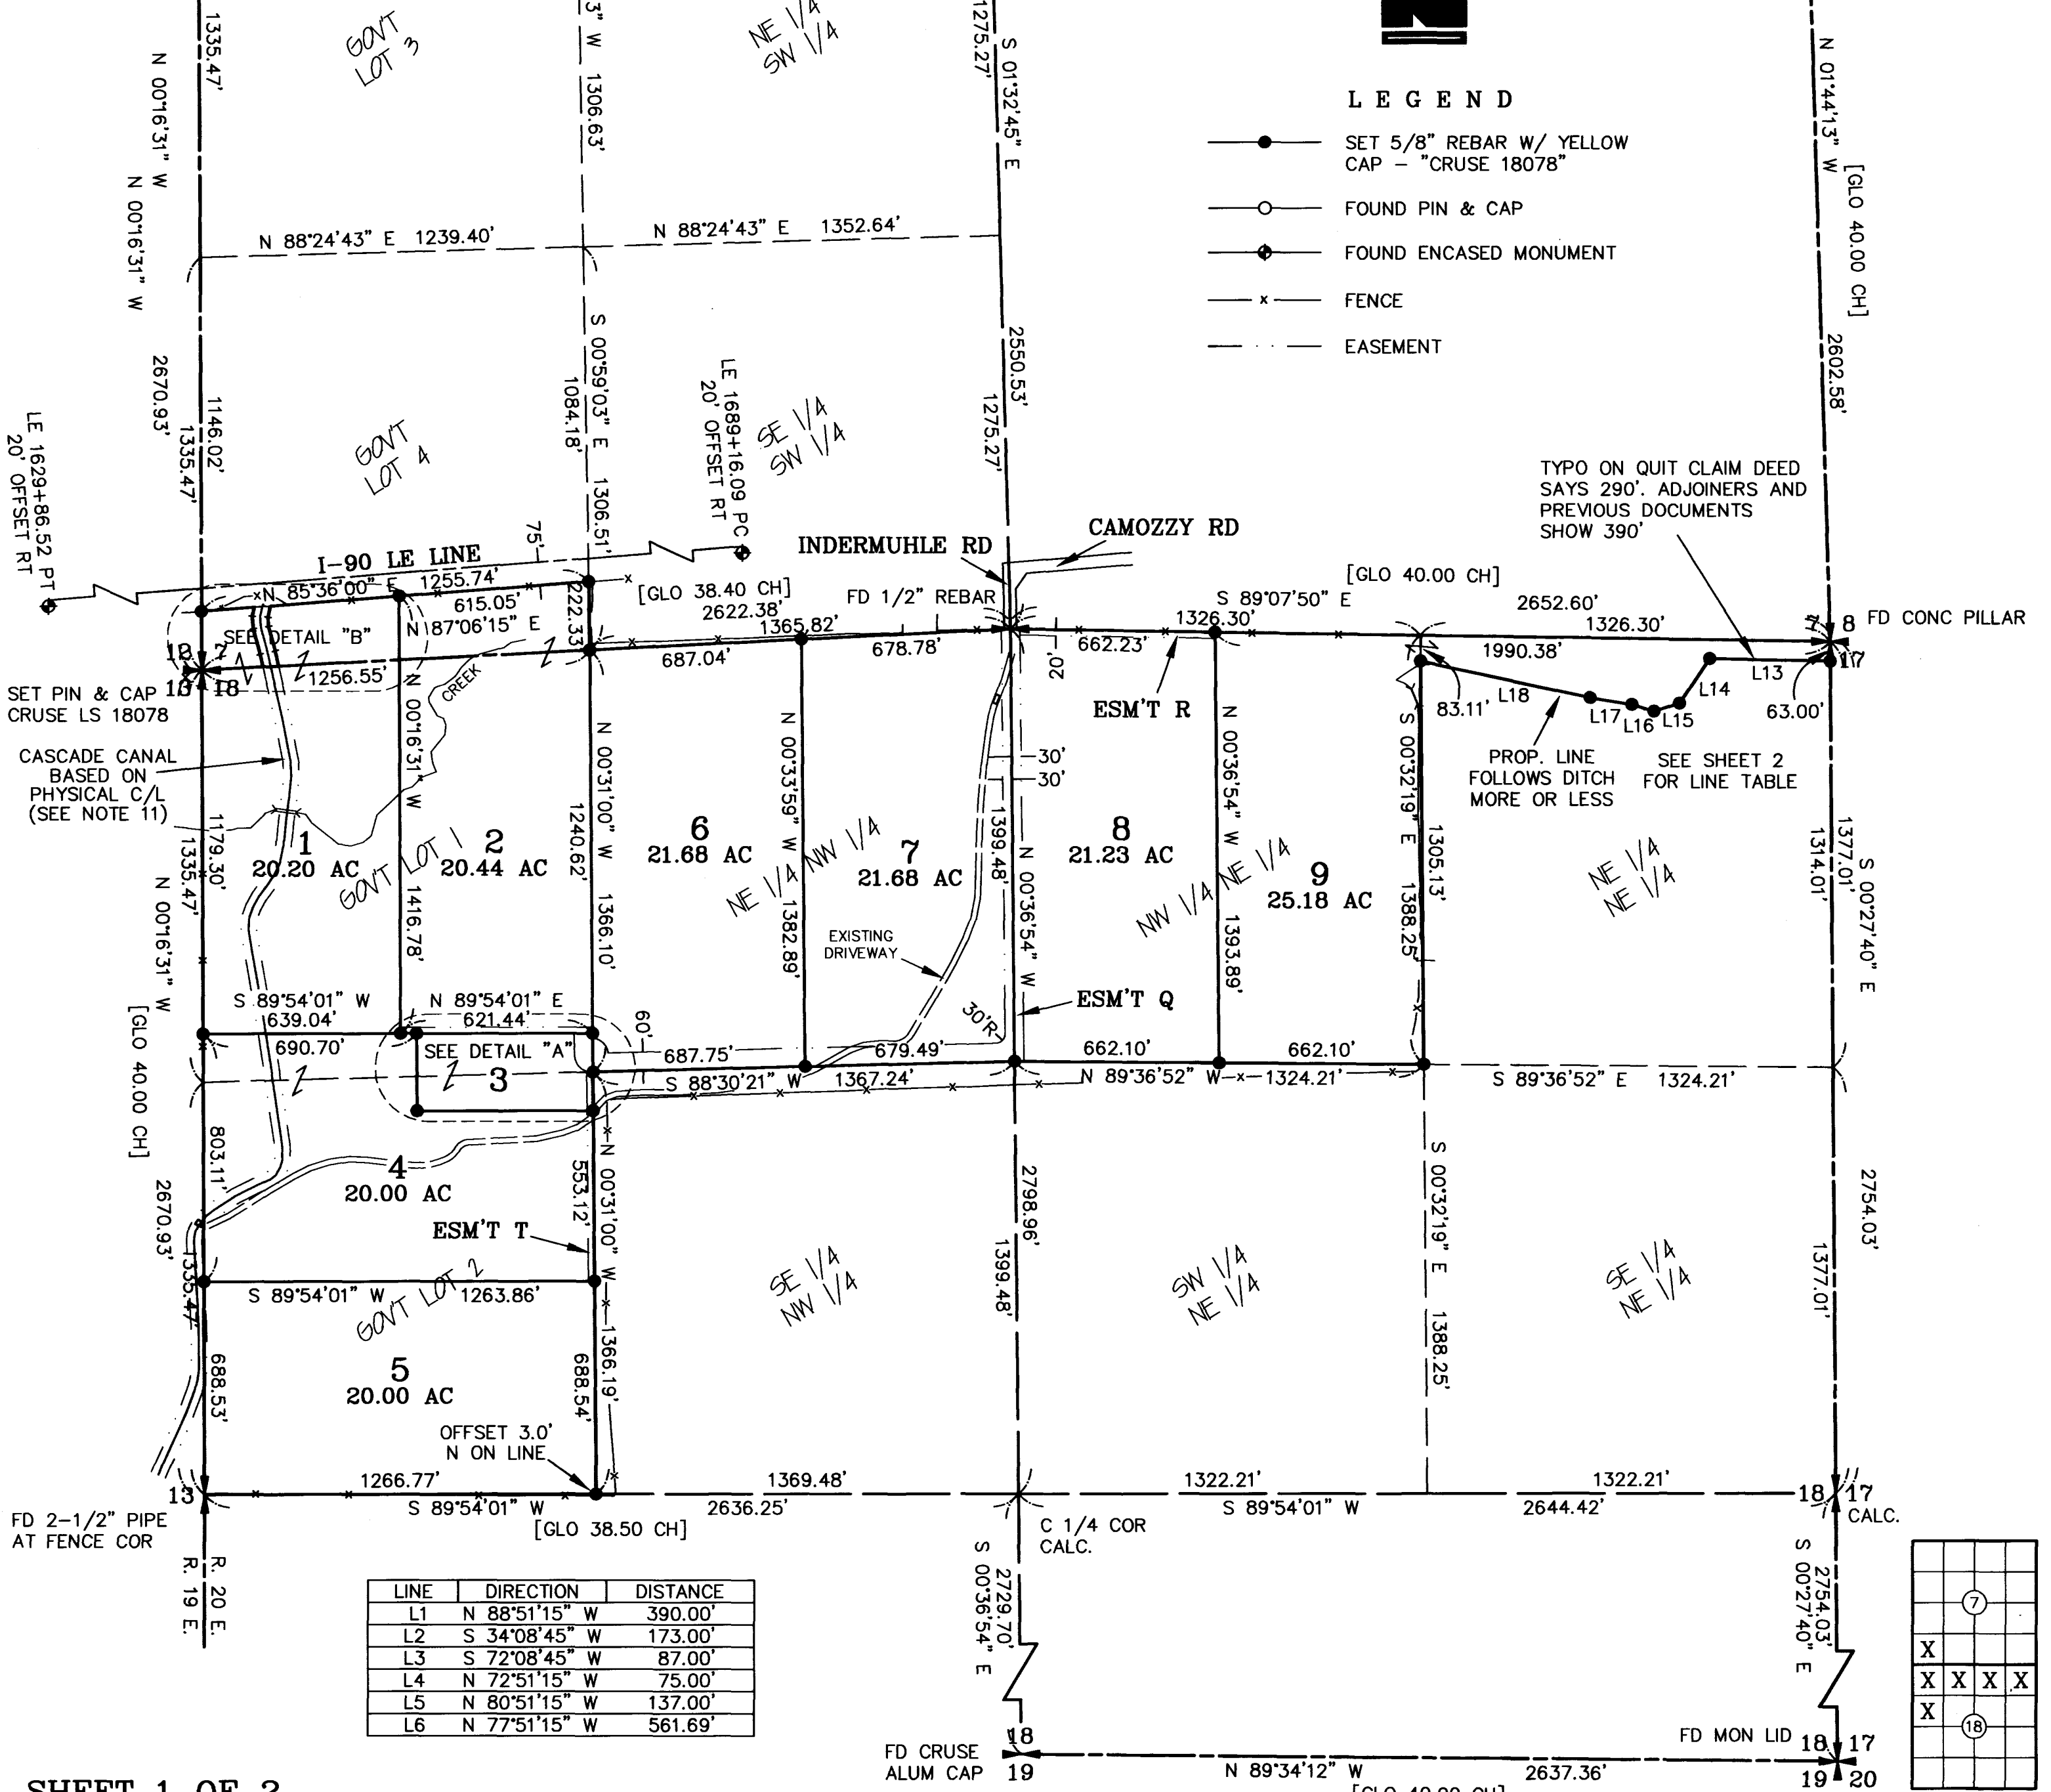 1335.47'
N 00°16'31" W
N 00°16'31" W
GOV'T
LOT 3
3" W 1306.63'
NE 1/4
SW 1/4
1275.27'
S 01°32'45" E
N 01°44'13" W
[GLO 40.00 CH]
LEGEND
SET 5/8" REBAR W/ YELLOW
CAP - "CRUSE 18078"
FOUND PIN & CAP
FOUND ENCASED MONUMENT
x
FENCE
EASEMENT
N 88°24'43" E 1239.40'
N 88°24'43" E 1352.64'
2670.93'
1146.02'
1335.47'
GOV'T
LOT 4
S 00°59'03" E 1306.51'
1084.18'
LE 1689+16.09 PC
20' OFFSET RT
SE 1/4
SW 1/4
2550.53'
1275.27'
2602.58'
LE 1629+86.52 PT
20' OFFSET RT
TYPO ON QUIT CLAIM DEED
SAYS 290'. ADJOINERS AND
PREVIOUS DOCUMENTS
SHOW 390'
I-90 LE LINE
75'
N 85°36'00" E 1255.74'
615.05'
N 87°06'15" E
222.33'
INDERMUHLE RD
CAMOZZY RD
[GLO 38.40 CH]
2622.38'
1365.82'
FD 1/2" REBAR
[GLO 40.00 CH]
S 89°07'50" E
2652.60'
1326.30'
1326.30'
7 8
FD CONC PILLAR
17
SEE DETAIL "B"
12 7
13 18
1256.55'
SET PIN & CAP
CRUSE LS 18078
CREEK
687.04'
678.78'
20'
662.23'
1990.38'
L13
L14
L15
L16
L17
L18
83.11'
63.00'
ESM'T R
CASCADE CANAL
BASED ON
PHYSICAL C/L
(SEE NOTE 11)
PROP. LINE
FOLLOWS DITCH
MORE OR LESS
SEE SHEET 2
FOR LINE TABLE
30'
30'
1179.30'
1335.47'
N 00°16'31" W
1
20.20 AC
GOV'T LOT 1
N 00°16'31" W
1416.78'
2
20.44 AC
N 00°31'00" W 1366.10'
1240.62'
6
21.68 AC
NE 1/4 NW 1/4
N 00°33'59" W 1382.89'
7
21.68 AC
EXISTING
DRIVEWAY
1399.48'
N 00°36'54" W
8
21.23 AC
NW 1/4 NE 1/4
N 00°36'54" W 1393.89'
9
25.18 AC
S 00°32'19" E 1388.25'
1305.13'
NE 1/4
NE 1/4
1377.01'
1314.01'
S 00°27'40" E
S 89°54'01" W
639.04'
690.70'
N 89°54'01" E
621.44'
SEE DETAIL "A"
3
60'
30'R
ESM'T Q
687.75'
679.49'
S 88°30'21" W 1367.24'
662.10'
662.10'
N 89°36'52" W 1324.21'
S 89°36'52" E 1324.21'
[GLO 40.00 CH]
803.11'
2670.93'
1335.47'
4
20.00 AC
ESM'T T
553.12'
N 00°31'00" W 1366.19'
GOV'T LOT 2
S 89°54'01" W 1263.86'
2798.96'
1399.48'
SE 1/4
NW 1/4
SW 1/4
NE 1/4
S 00°32'19" E 1388.25'
SE 1/4
NE 1/4
1377.01'
2754.03'
5
20.00 AC
688.53'
688.54'
OFFSET 3.0'
N ON LINE
13
1266.77'
S 89°54'01" W
[GLO 38.50 CH]
1369.48'
2636.25'
1322.21'
S 89°54'01" W
1322.21'
2644.42'
18 17
CALC.
FD 2-1/2" PIPE
AT FENCE COR
C 1/4 COR
CALC.
R. 20 E.
R. 19 E.
2729.70'
S 00°36'54" E
2754.03'
S 00°27'40" E
LINE DIRECTION DISTANCE
L1 N 88°51'15" W 390.00'
L2 S 34°08'45" W 173.00'
L3 S 72°08'45" W 87.00'
L4 N 72°51'15" W 75.00'
L5 N 80°51'15" W 137.00'
L6 N 77°51'15" W 561.69'
7
X
X X X X
X
18
FD CRUSE
ALUM CAP
18
19
N 89°34'12" W 2637.36'
FD MON LID
18 17
19 20
SHEET 1 OF 2